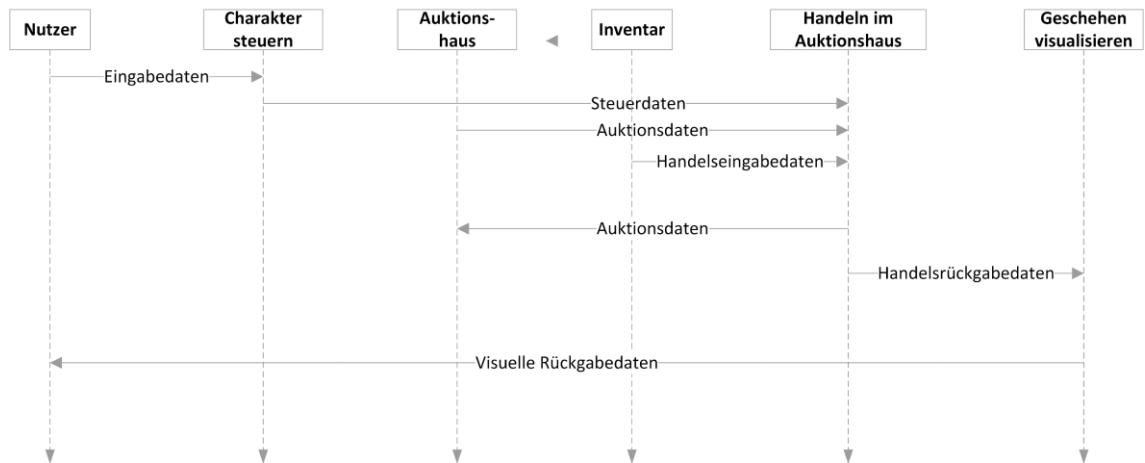 Nutzer
Charakter
steuern
Auktions-
haus
Inventar
Handeln im
Auktionshaus
Geschehen
visualisieren
Eingabedaten
Steuerdaten
Auktionsdaten
Handelseingabedaten
Auktionsdaten
Handelsrückgabedaten
Visuelle Rückgabedaten